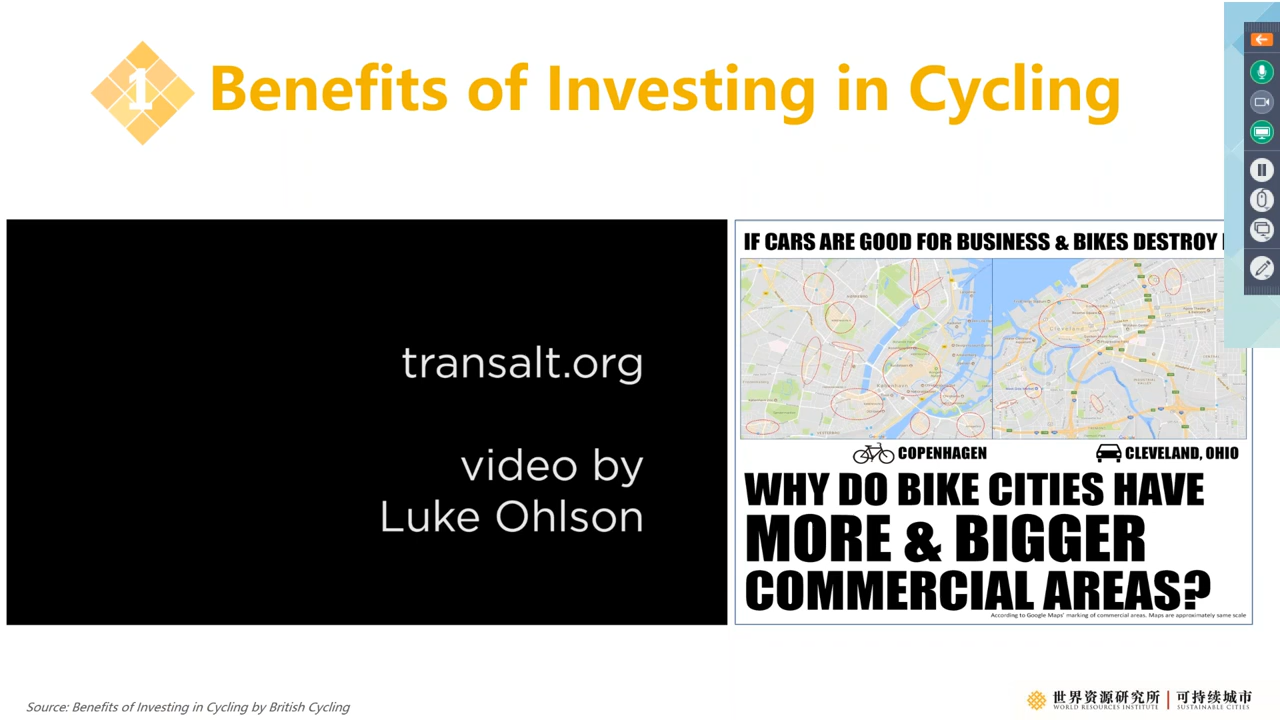 1
Benefits of Investing in Cycling
transalt.org
video by
Luke Ohlson
IF CARS ARE GOOD FOR BUSINESS & BIKES DESTROY
Cleveland
COPENHAGEN
CLEVELAND, OHIO
WHY DO BIKE CITIES HAVE
MORE & BIGGER
COMMERCIAL AREAS?
According to Google Maps' marking of commercial areas. Maps are approximately same scale
Source: Benefits of Investing in Cycling by British Cycling
世界资源研究所 | 可持续城市
WORLD RESOURCES INSTITUTE | SUSTAINABLE CITIES